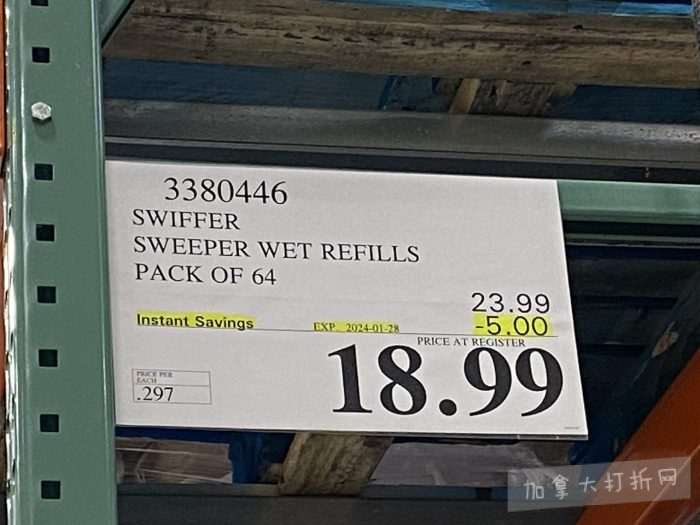 3380446
SWIFFER
SWEEPER WET REFILLS
PACK OF 64
23.99
Instant Savings EXP. 2024-01-28 -5.00
PRICE AT REGISTER
18.99
PRICE PER
EACH
.297
加拿大打折网